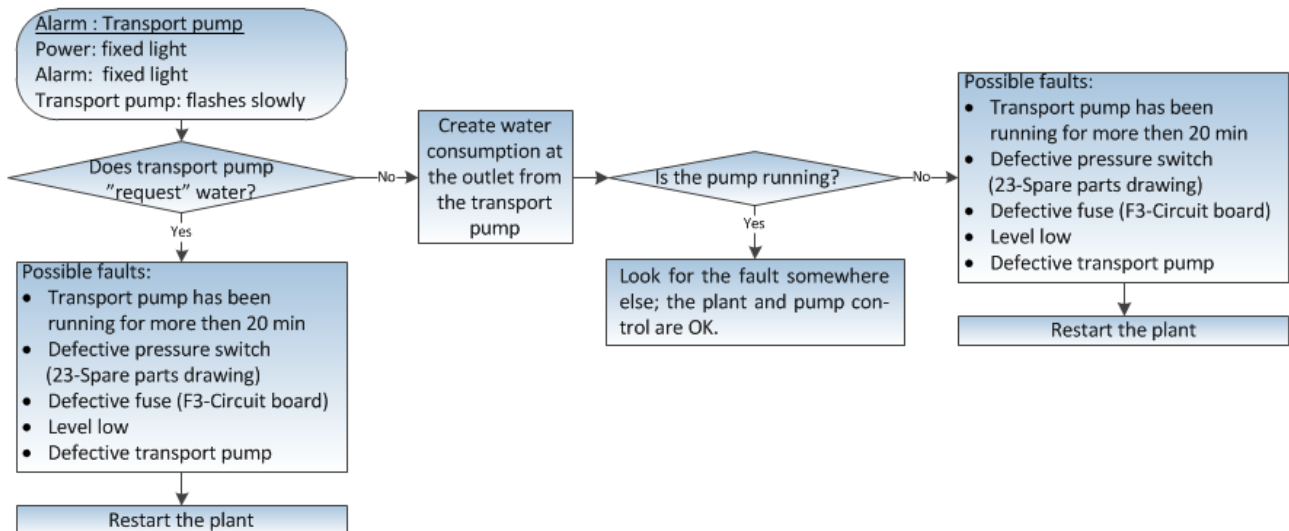 Alarm : Transport pump
Power: fixed light
Alarm: fixed light
Transport pump: flashes slowly
Does transport pump
”request” water?
No
Yes
Possible faults:
• Transport pump has been
running for more then 20 min
• Defective pressure switch
(23-Spare parts drawing)
• Defective fuse (F3-Circuit board)
• Level low
• Defective transport pump
Restart the plant
Create water
consumption at
the outlet from
the transport
pump
Is the pump running?
No
Yes
Look for the fault somewhere
else; the plant and pump con-
trol are OK.
Possible faults:
• Transport pump has been
running for more then 20 min
• Defective pressure switch
(23-Spare parts drawing)
• Defective fuse (F3-Circuit board)
• Level low
• Defective transport pump
Restart the plant